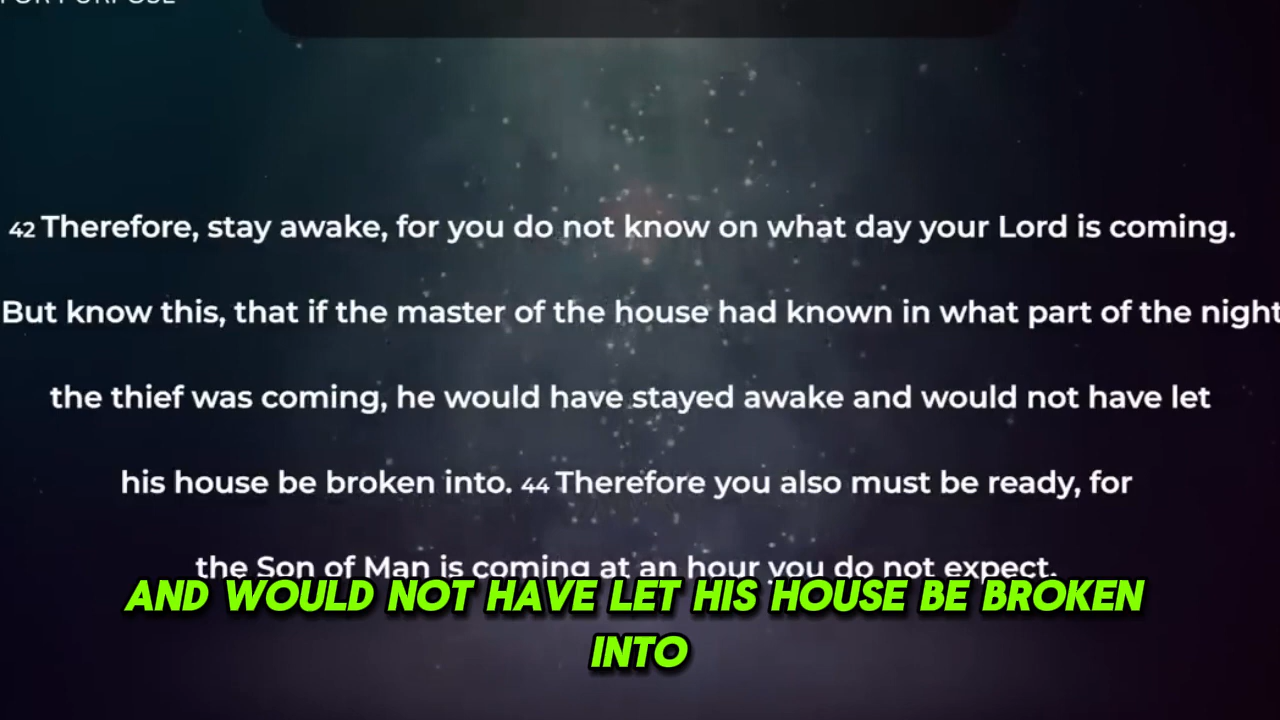 PURPOSE
42 Therefore, stay awake, for you do not know on what day your Lord is coming.
But know this, that if the master of the house had known in what part of the night
the thief was coming, he would have stayed awake and would not have let
his house be broken into. 44 Therefore you also must be ready, for
the Son of Man is coming at an hour you do not expect.
AND WOULD NOT HAVE LET HIS HOUSE BE BROKEN
INTO